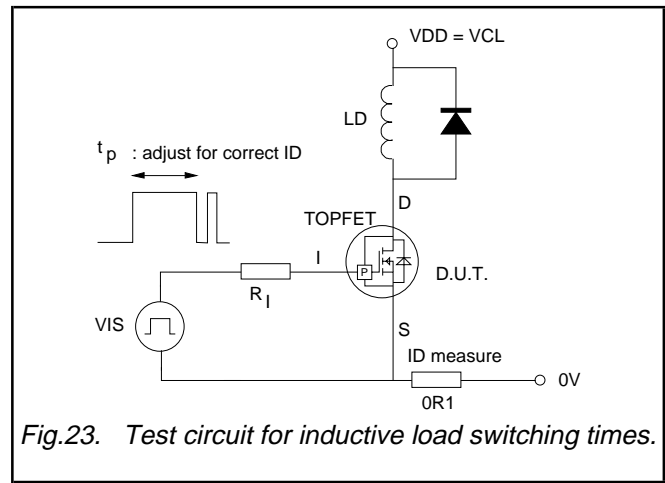 VDD = VCL
LD
t p : adjust for correct ID
D
TOPFET
I
P
D.U.T.
R I
VIS
S
ID measure
0V
0R1
Fig.23. Test circuit for inductive load switching times.